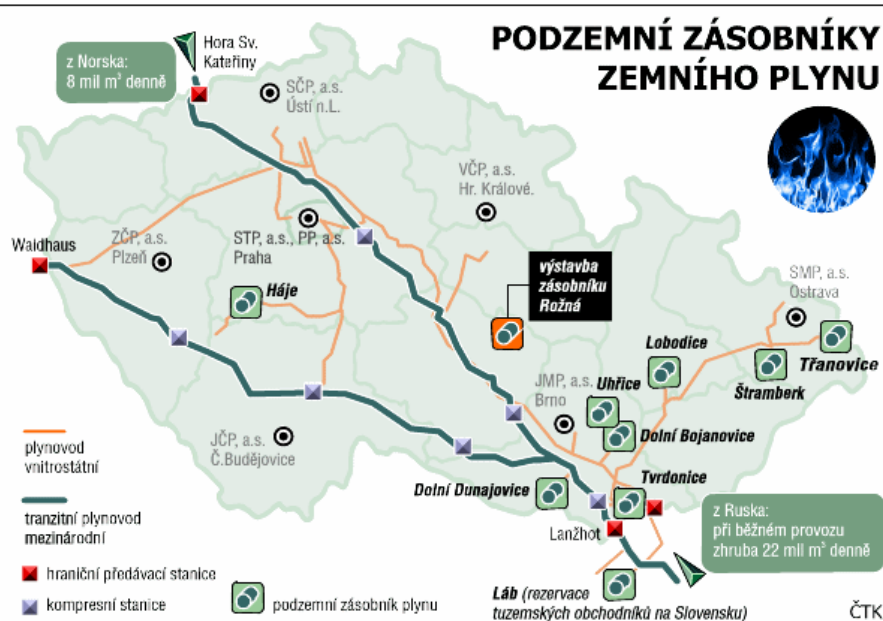 PODZEMNÍ ZÁSOBNÍKY
ZEMNÍHO PLYNU
z Norska:
8 mil m³ denně
Hora Sv.
Kateřiny
SČP, a.s.
Ústí n.L.
VČP, a.s.
Hr. Králové.
Waidhaus
ZČP, a.s.
Plzeň
STP, a.s., PP, a.s.
Praha
Háje
výstavba
zásobníku
Rožná
SMP, a.s.
Ostrava
Lobodice
Třanovice
Štramberk
JMP, a.s.
Brno
Uhřice
Dolní Bojanovice
JČP, a.s.
Č.Budějovice
Dolní Dunajovice
Tvrdonice
Lanžhot
z Ruska:
při běžném provozu
zhruba 22 mil m³ denně
Láb (rezervace
tuzemských obchodníků na Slovensku)
plynovod
vnitrostátní
tranzitní plynovod
mezinárodní
hraniční předávací stanice
kompresní stanice
podzemní zásobník plynu
ČTK